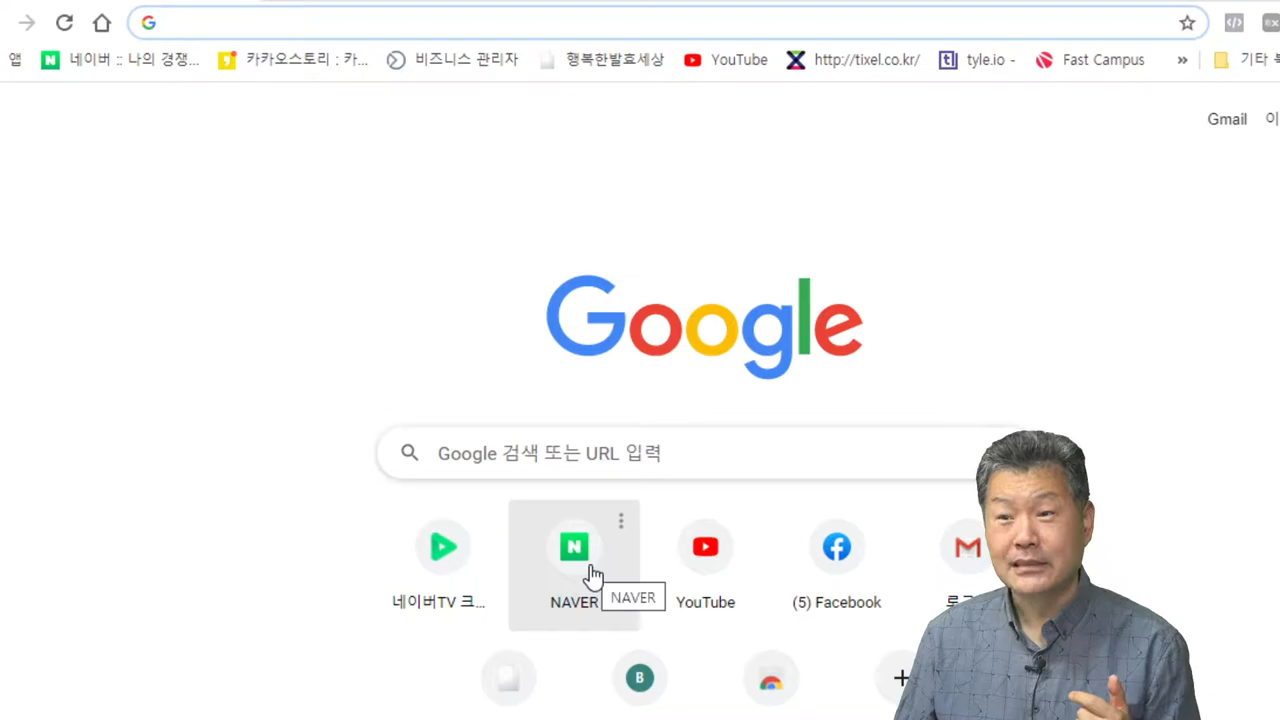 앱 네이버 :: 나의 경쟁... 카카오스토리 : 카... 비즈니스 관리자 행복한발효세상 YouTube http://tixel.co.kr/ tyle.io - Fast Campus » 기타
Gmail
Google
Google 검색 또는 URL 입력
네이버TV 크... NAVER NAVER YouTube (5) Facebook
B